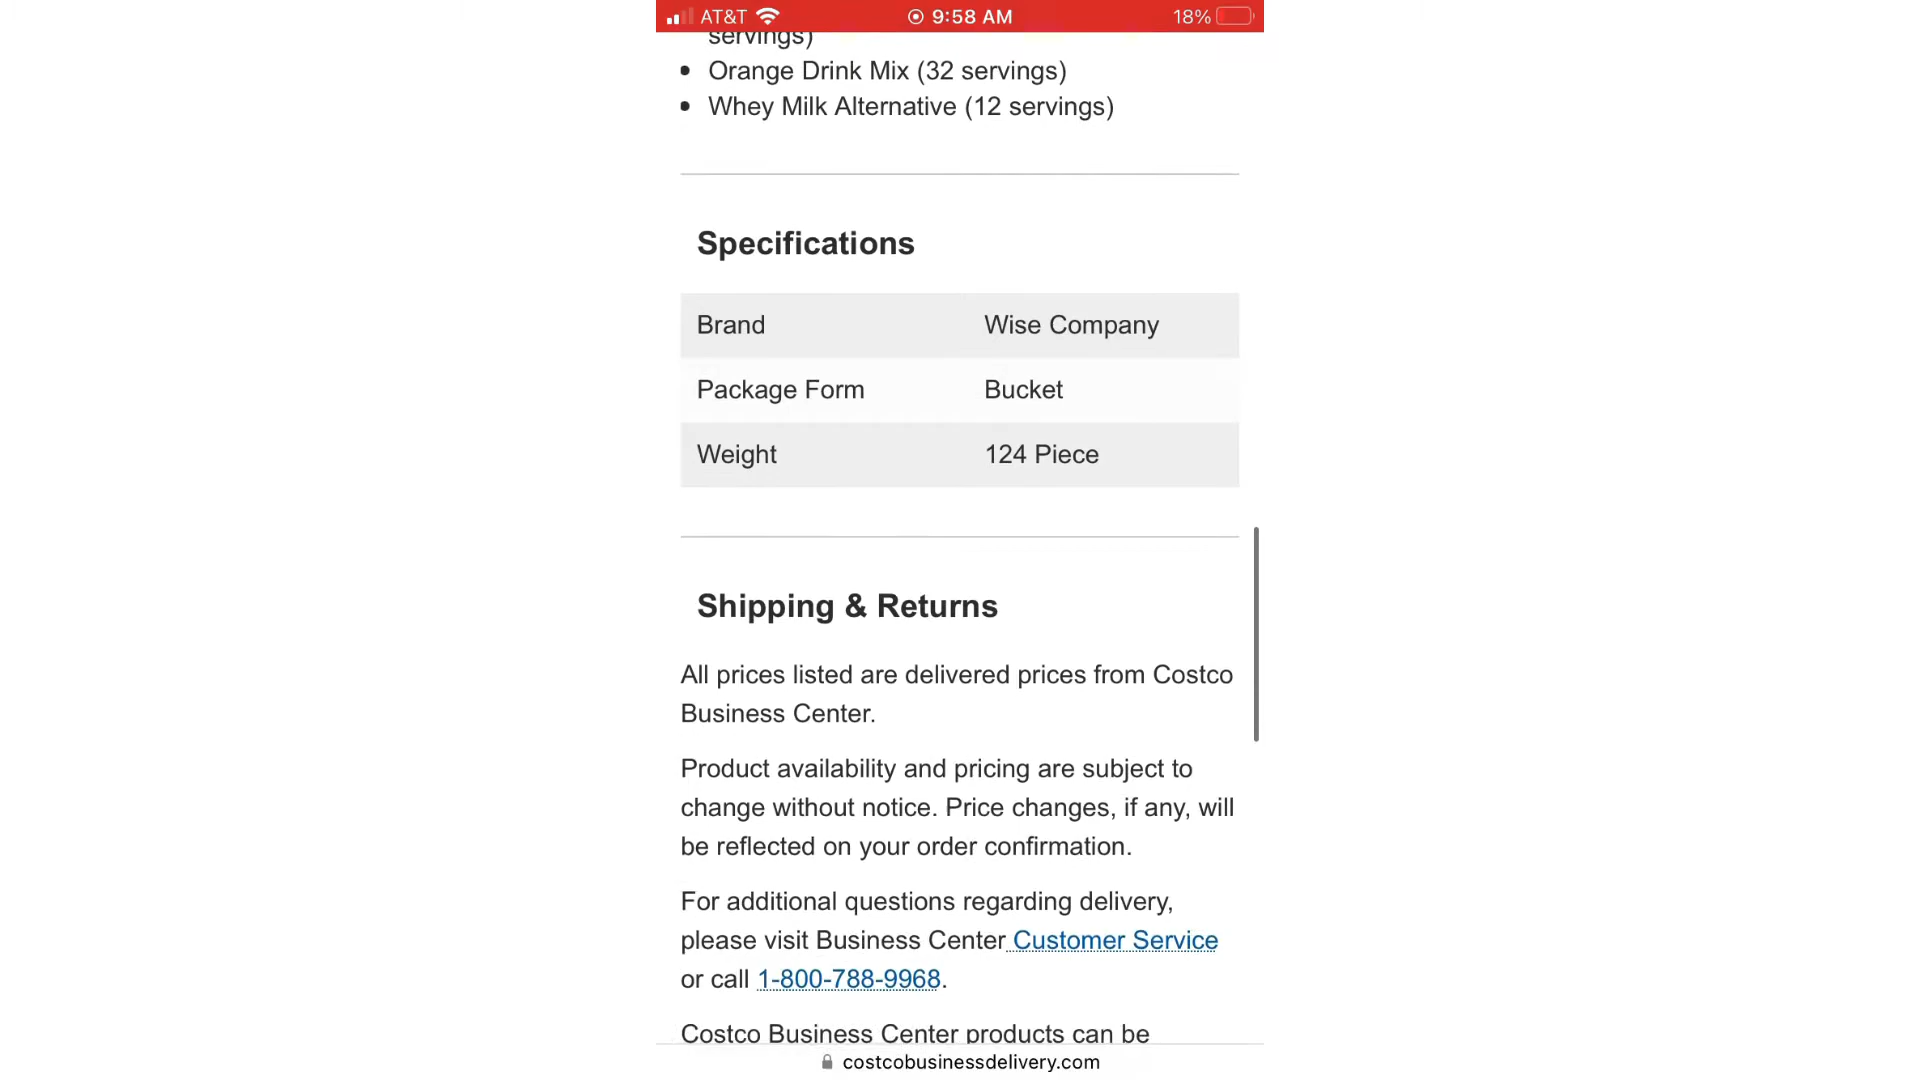 AT&T 9:58 AM 18%
servings)
• Orange Drink Mix (32 servings)
• Whey Milk Alternative (12 servings)
Specifications
Brand Wise Company
Package Form Bucket
Weight 124 Piece
Shipping & Returns
All prices listed are delivered prices from Costco
Business Center.
Product availability and pricing are subject to
change without notice. Price changes, if any, will
be reflected on your order confirmation.
For additional questions regarding delivery,
please visit Business Center Customer Service
or call 1-800-788-9968.
Costco Business Center products can be
costcobusinessdelivery.com